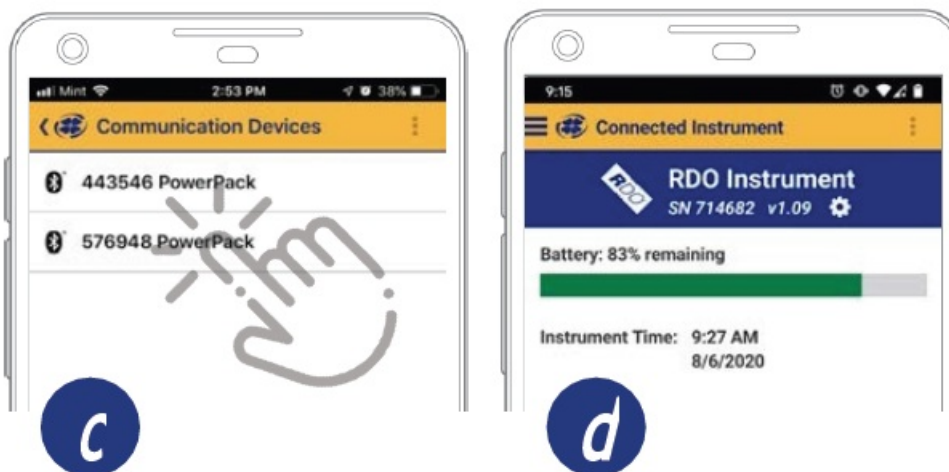 Mint 2:53 PM 38%
Communication Devices
443546 PowerPack
576948 PowerPack
c
9:15
Connected Instrument
RDO RDO Instrument
SN 714682 v1.09
Battery: 83% remaining
Instrument Time: 9:27 AM
8/6/2020
d